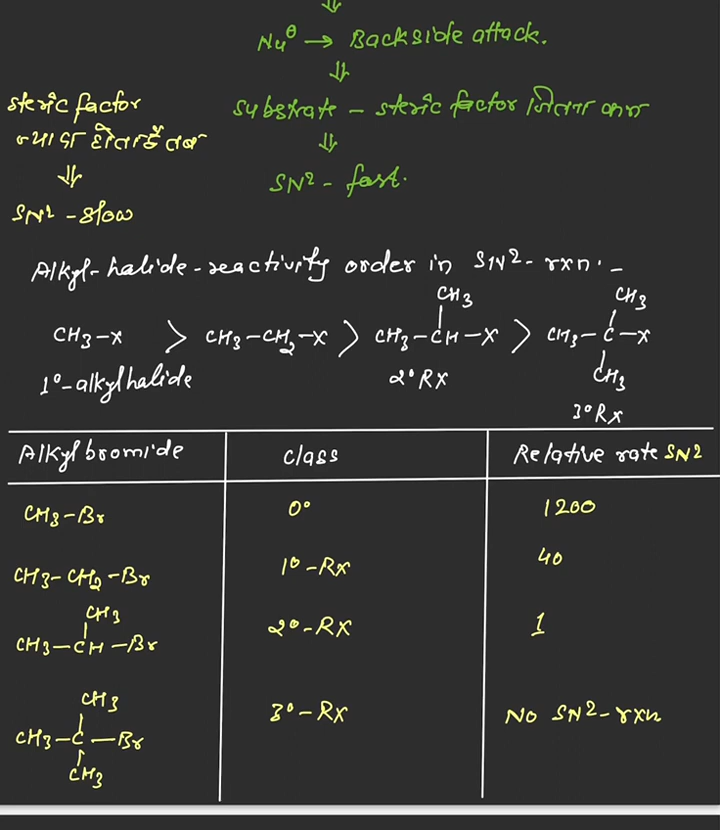 Nu⊖ → Backside attack.
⇓
steric factor
ज्यादा होता है तब
⇓
SN2 - slow
substrate - steric factor जितना कम
⇓
SN2 - fast.
Alkyl-halide-reactivity order in SN2-rxn. -
CH3-X > CH3-CH2-X > CH3-CH(CH3)-X > CH3-C(CH3)(CH3)-X
1°-alkylhalide 2° RX 3° RX
Alkyl bromide class Relative rate SN2
CH3-Br 0° 1200
CH3-CH2-Br 1°-RX 40
CH3
CH3-CH-Br 2°-RX 1
CH3
CH3-C-Br 3°-RX No SN2-rxn
CH3